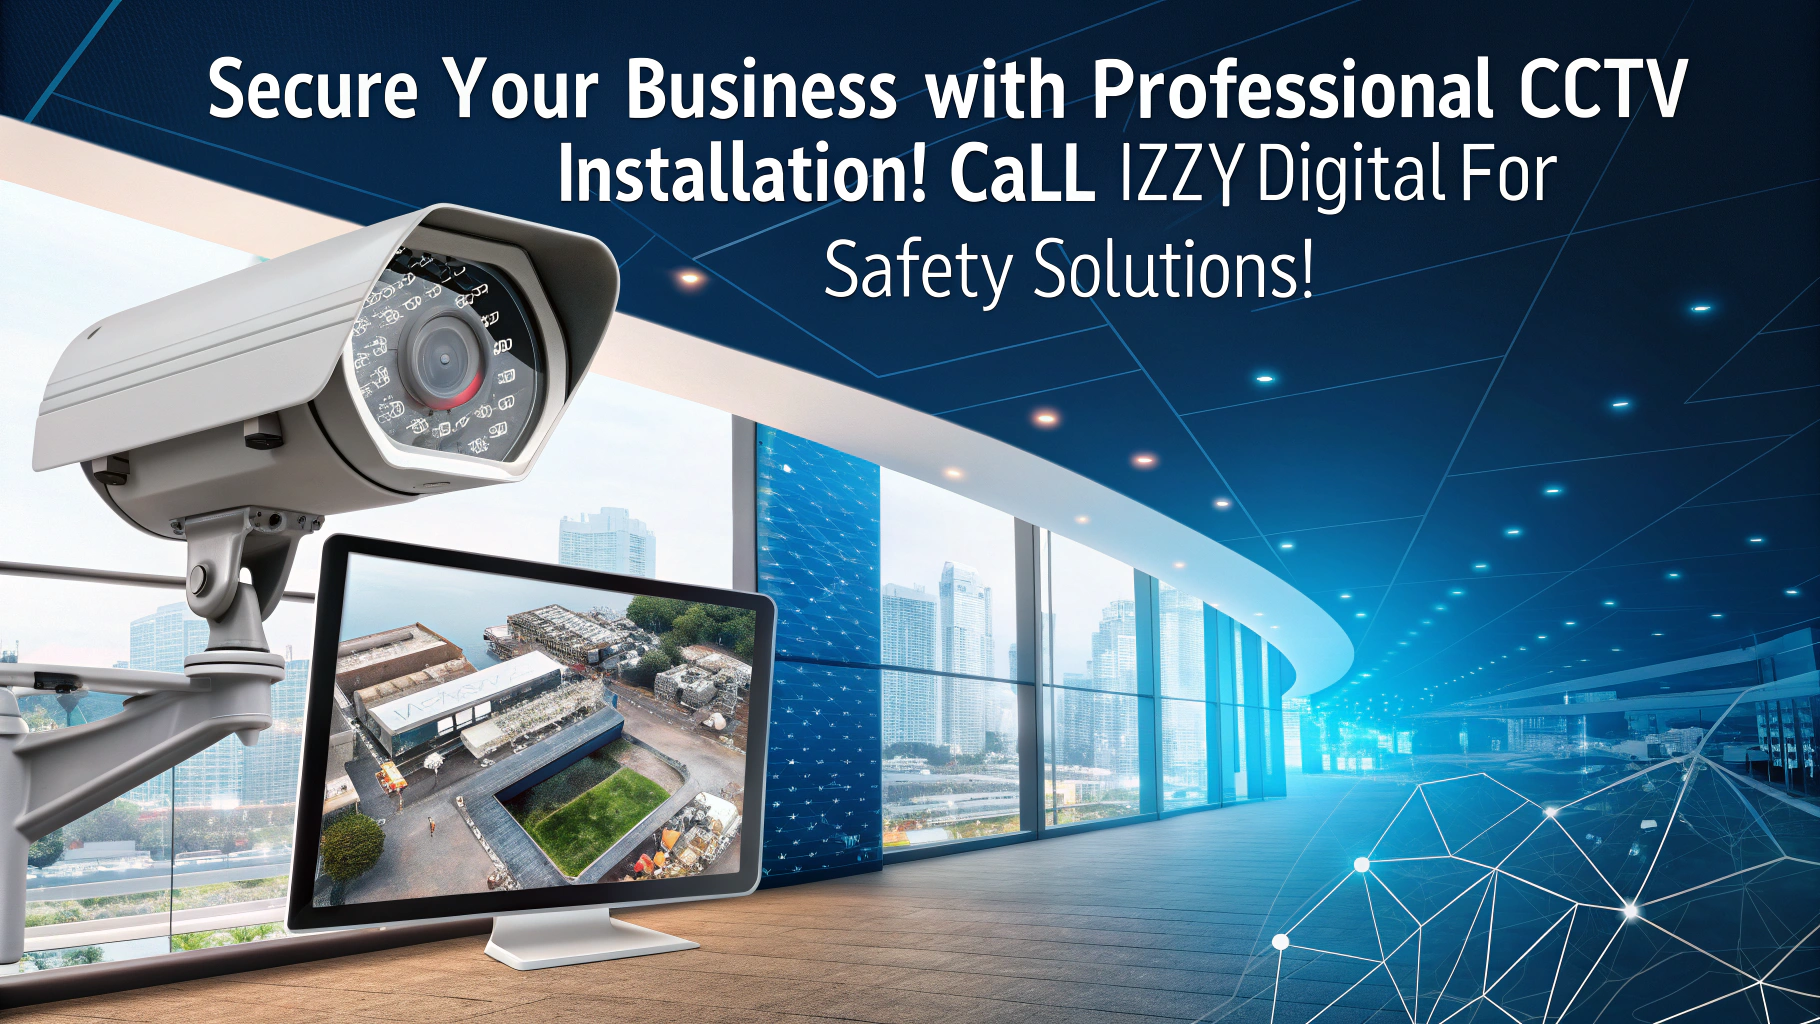 Secure Your Business with Professional CCTV
Installation! CaLL IZZY Digital For
Safety Solutions!